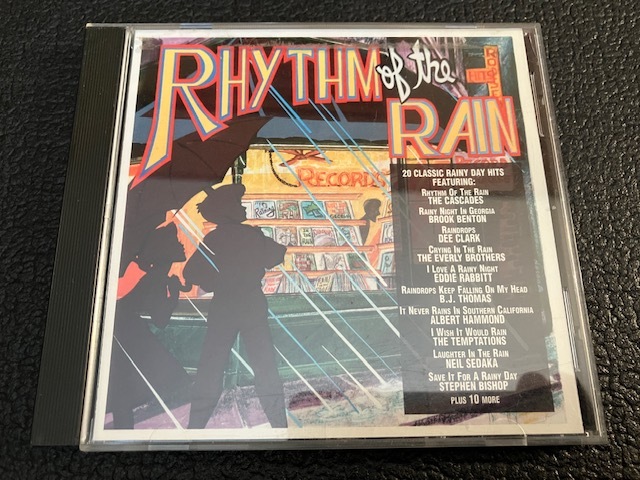 RHYTHM of the
RAIN
RECORDS
20 CLASSIC RAINY DAY HITS
FEATURING:
RHYTHM OF THE RAIN
THE CASCADES
RAINY NIGHT IN GEORGIA
BROOK BENTON
RAINDROPS
DEE CLARK
CRYING IN THE RAIN
THE EVERLY BROTHERS
I LOVE A RAINY NIGHT
EDDIE RABBITT
RAINDROPS KEEP FALLING ON MY HEAD
B.J. THOMAS
IT NEVER RAINS IN SOUTHERN CALIFORNIA
ALBERT HAMMOND
I WISH IT WOULD RAIN
THE TEMPTATIONS
LAUGHTER IN THE RAIN
NEIL SEDAKA
SAVE IT FOR A RAINY DAY
STEPHEN BISHOP
PLUS 10 MORE